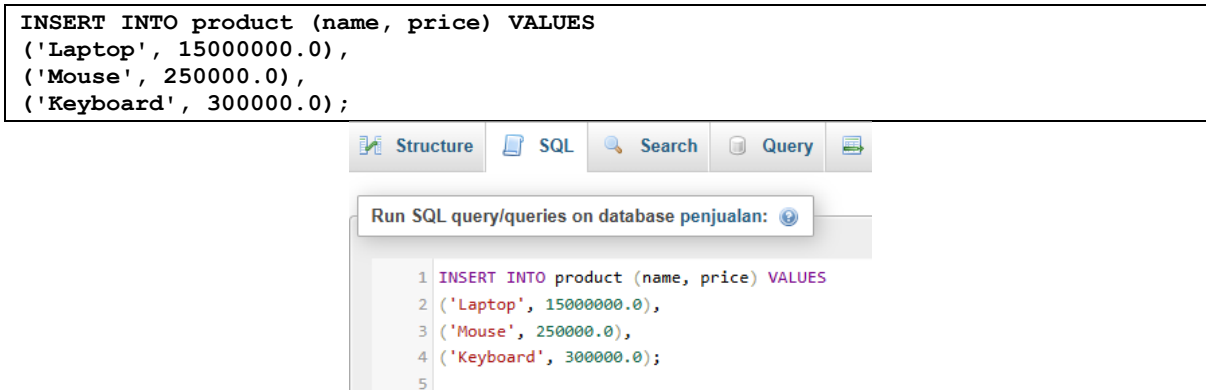 INSERT INTO product (name, price) VALUES
('Laptop', 15000000.0),
('Mouse', 250000.0),
('Keyboard', 300000.0);
Structure SQL Search Query
Run SQL query/queries on database penjualan:
1 INSERT INTO product (name, price) VALUES
2 ('Laptop', 15000000.0),
3 ('Mouse', 250000.0),
4 ('Keyboard', 300000.0);
5